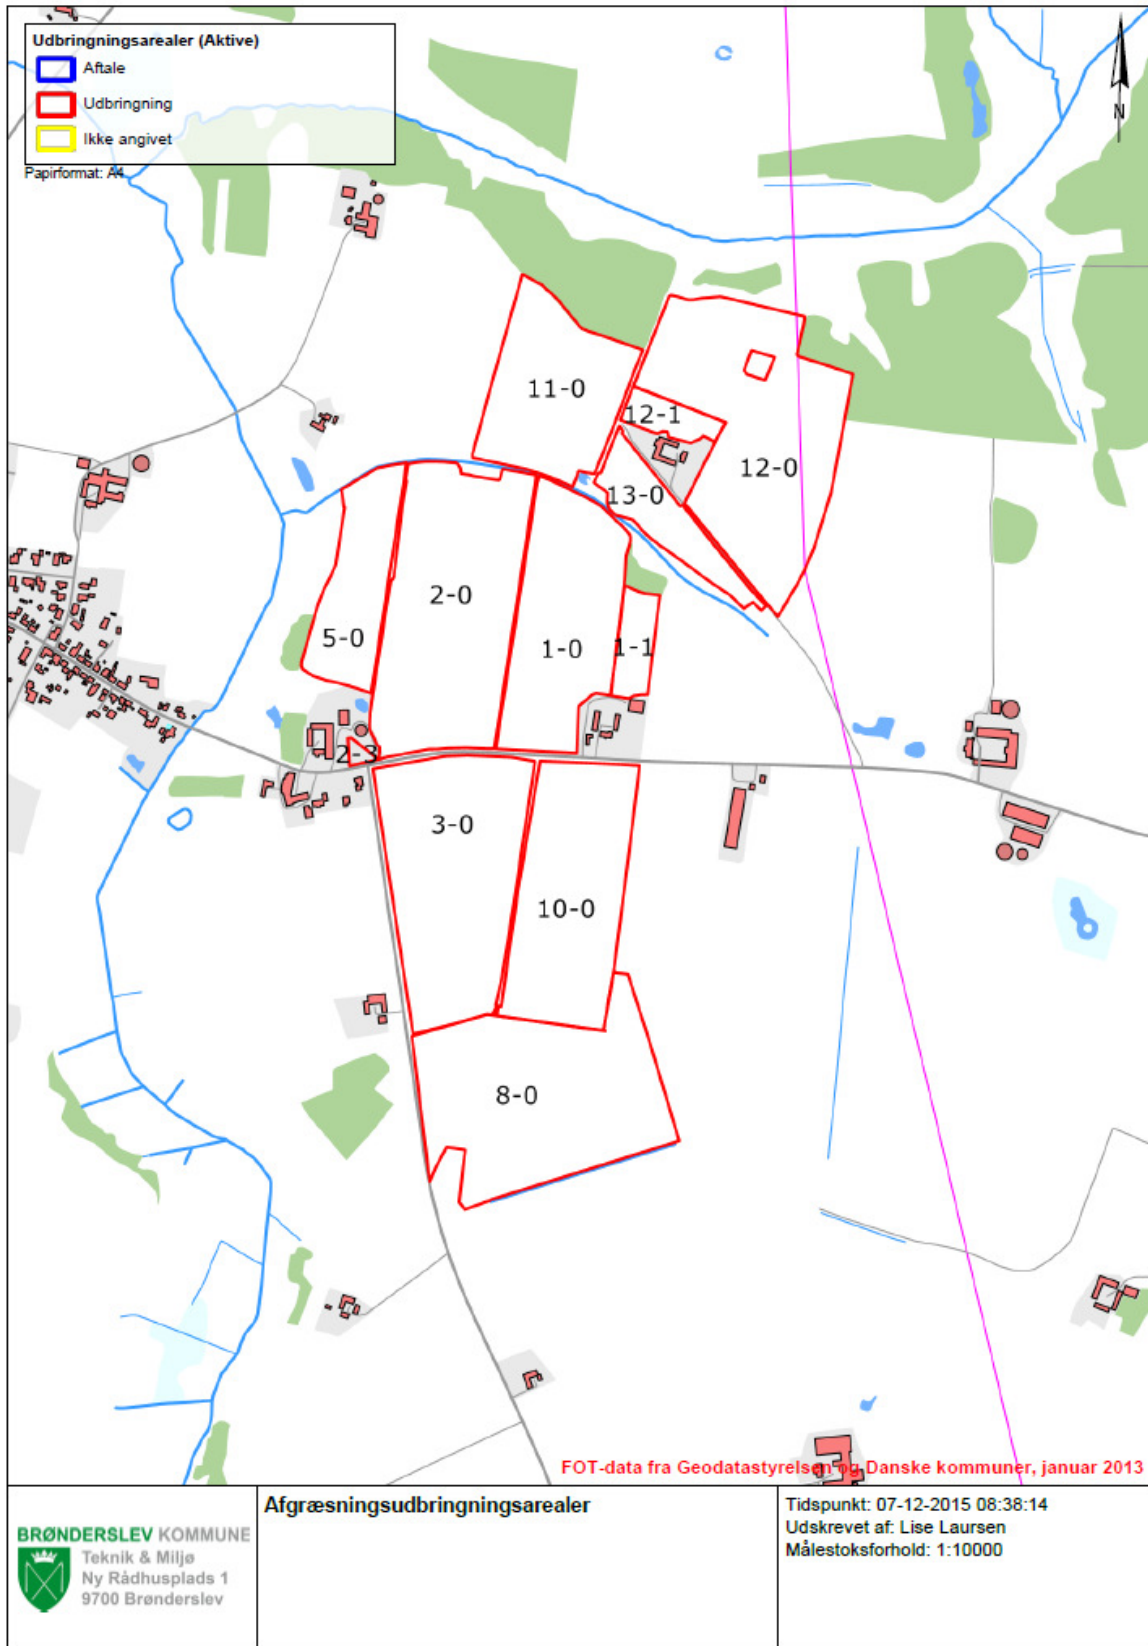 Udbringningsarealer (Aktive)
Aftale
Udbringning
Ikke angivet
Papirformat: A4
N
11-0
12-1
12-0
13-0
2-0
5-0
1-0
1-1
2-3
3-0
10-0
8-0
FOT-data fra Geodatastyrelsen og Danske kommuner, januar 2013
BRØNDERSLEV KOMMUNE
Teknik & Miljø
Ny Rådhusplads 1
9700 Brønderslev
Afgræsningsudbringningsarealer
Tidspunkt: 07-12-2015 08:38:14
Udskrevet af: Lise Laursen
Målestoksforhold: 1:10000